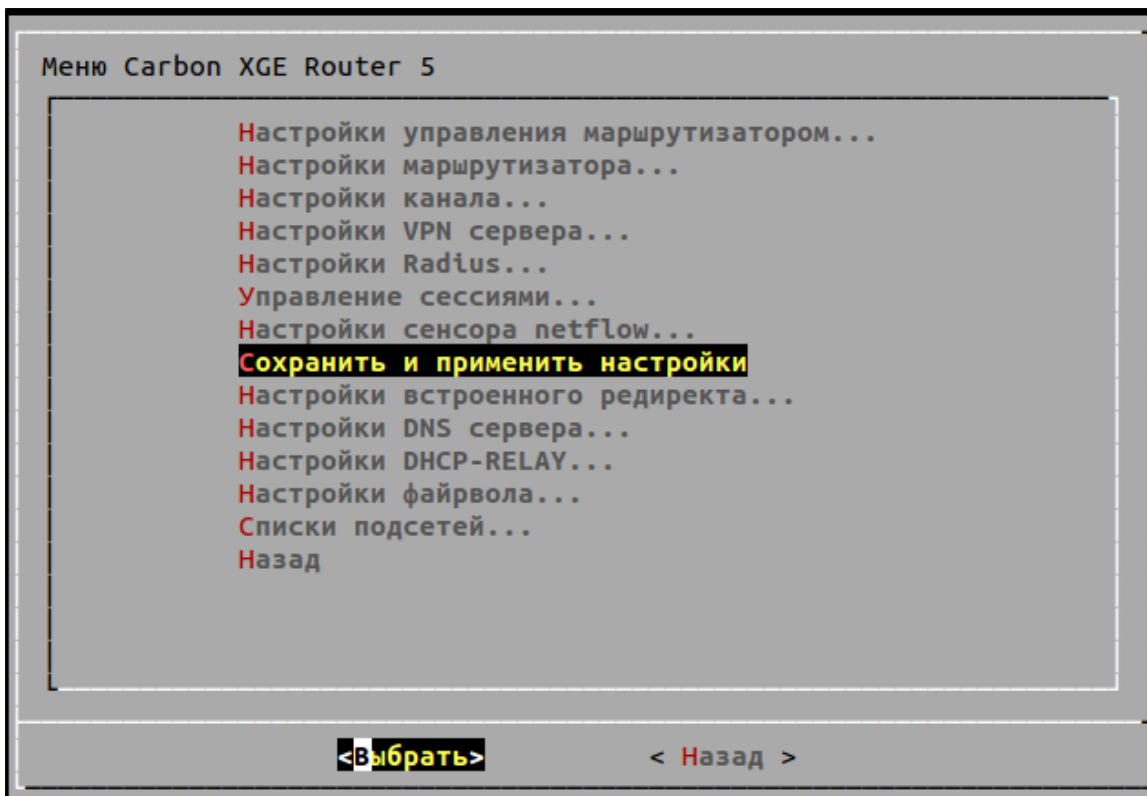 Меню Carbon XGE Router 5
Настройки управления маршрутизатором...
Настройки маршрутизатора...
Настройки канала...
Настройки VPN сервера...
Настройки Radius...
Управление сессиями...
Настройки сенсора netflow...
Сохранить и применить настройки
Настройки встроенного редиректа...
Настройки DNS сервера...
Настройки DHCP-RELAY...
Настройки файрвола...
Списки подсетей...
Назад
<Выбрать> < Назад >